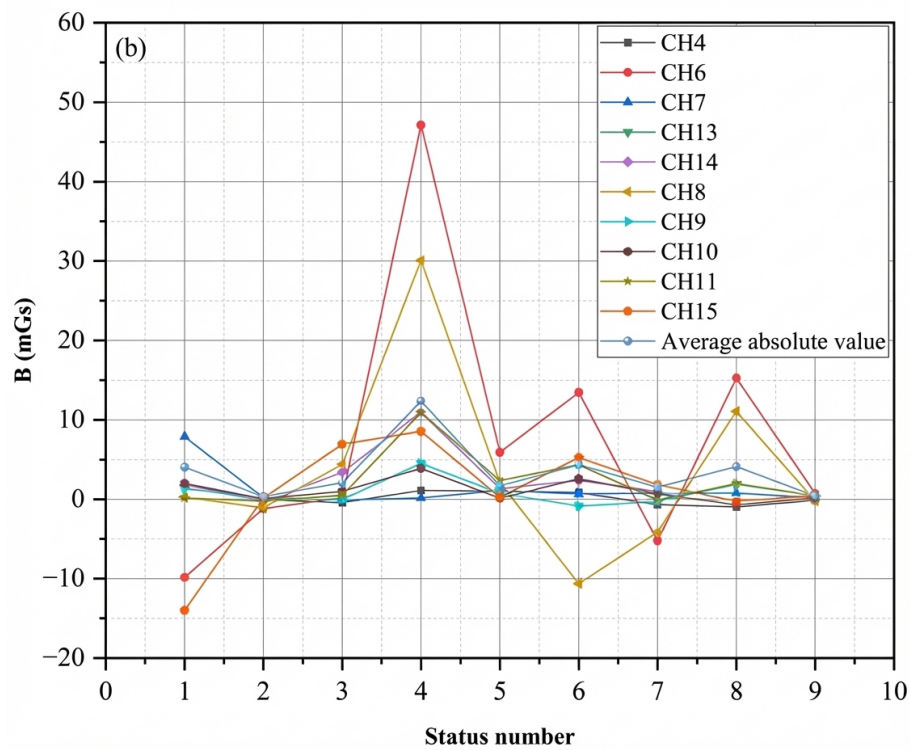 (b)
60
50
40
30
20
10
0
−10
−20
B (mGs)
CH4
CH6
CH7
CH13
CH14
CH8
CH9
CH10
CH11
CH15
Average absolute value
0 1 2 3 4 5 6 7 8 9 10
Status number